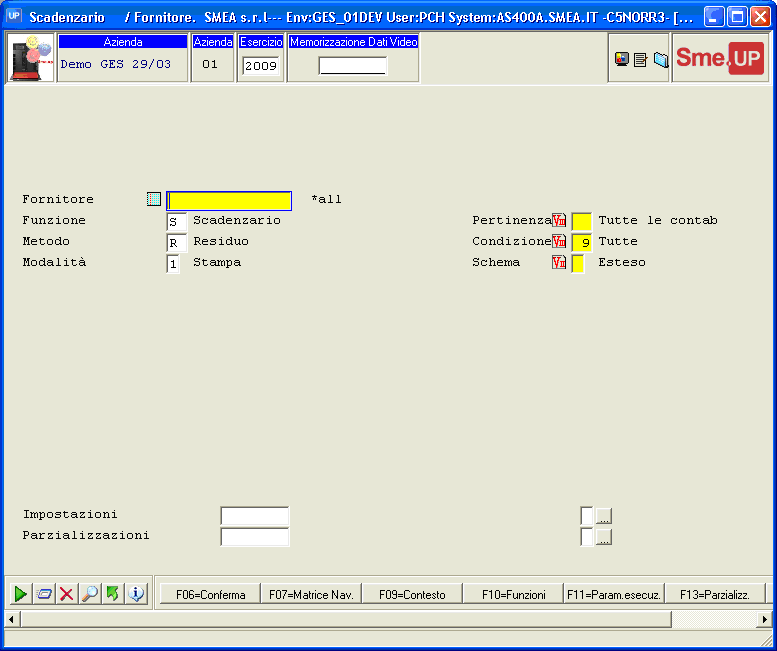 UP Scadenzario / Fornitore. SMEA s.r.l--- Env:GES_01DEV User:PCH System:AS400A.SMEA.IT -C5NORR3- [...
Azienda Azienda Esercizio Memorizzazione Dati Video
Demo GES 29/03 01 2009
Sme.UP
Fornitore *all
Funzione S Scadenzario Pertinenza Tutte le contab
Metodo R Residuo Condizione 9 Tutte
Modalità 1 Stampa Schema Esteso
Impostazioni ...
Parzializzazioni ...
F06=Conferma F07=Matrice Nav. F09=Contesto F10=Funzioni F11=Param.esecuz. F13=Parzializz.